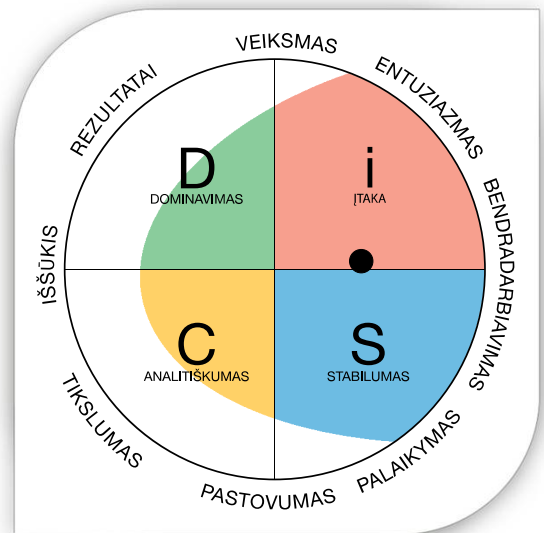 VEIKSMAS
ENTUZIAZMAS
BENDRADARBIAVIMAS
PALAIKYMAS
PASTOVUMAS
TIKSLUMAS
IŠŠŪKIS
REZULTATAI
D
DOMINAVIMAS
i
ĮTAKA
C
ANALITIŠKUMAS
S
STABILUMAS